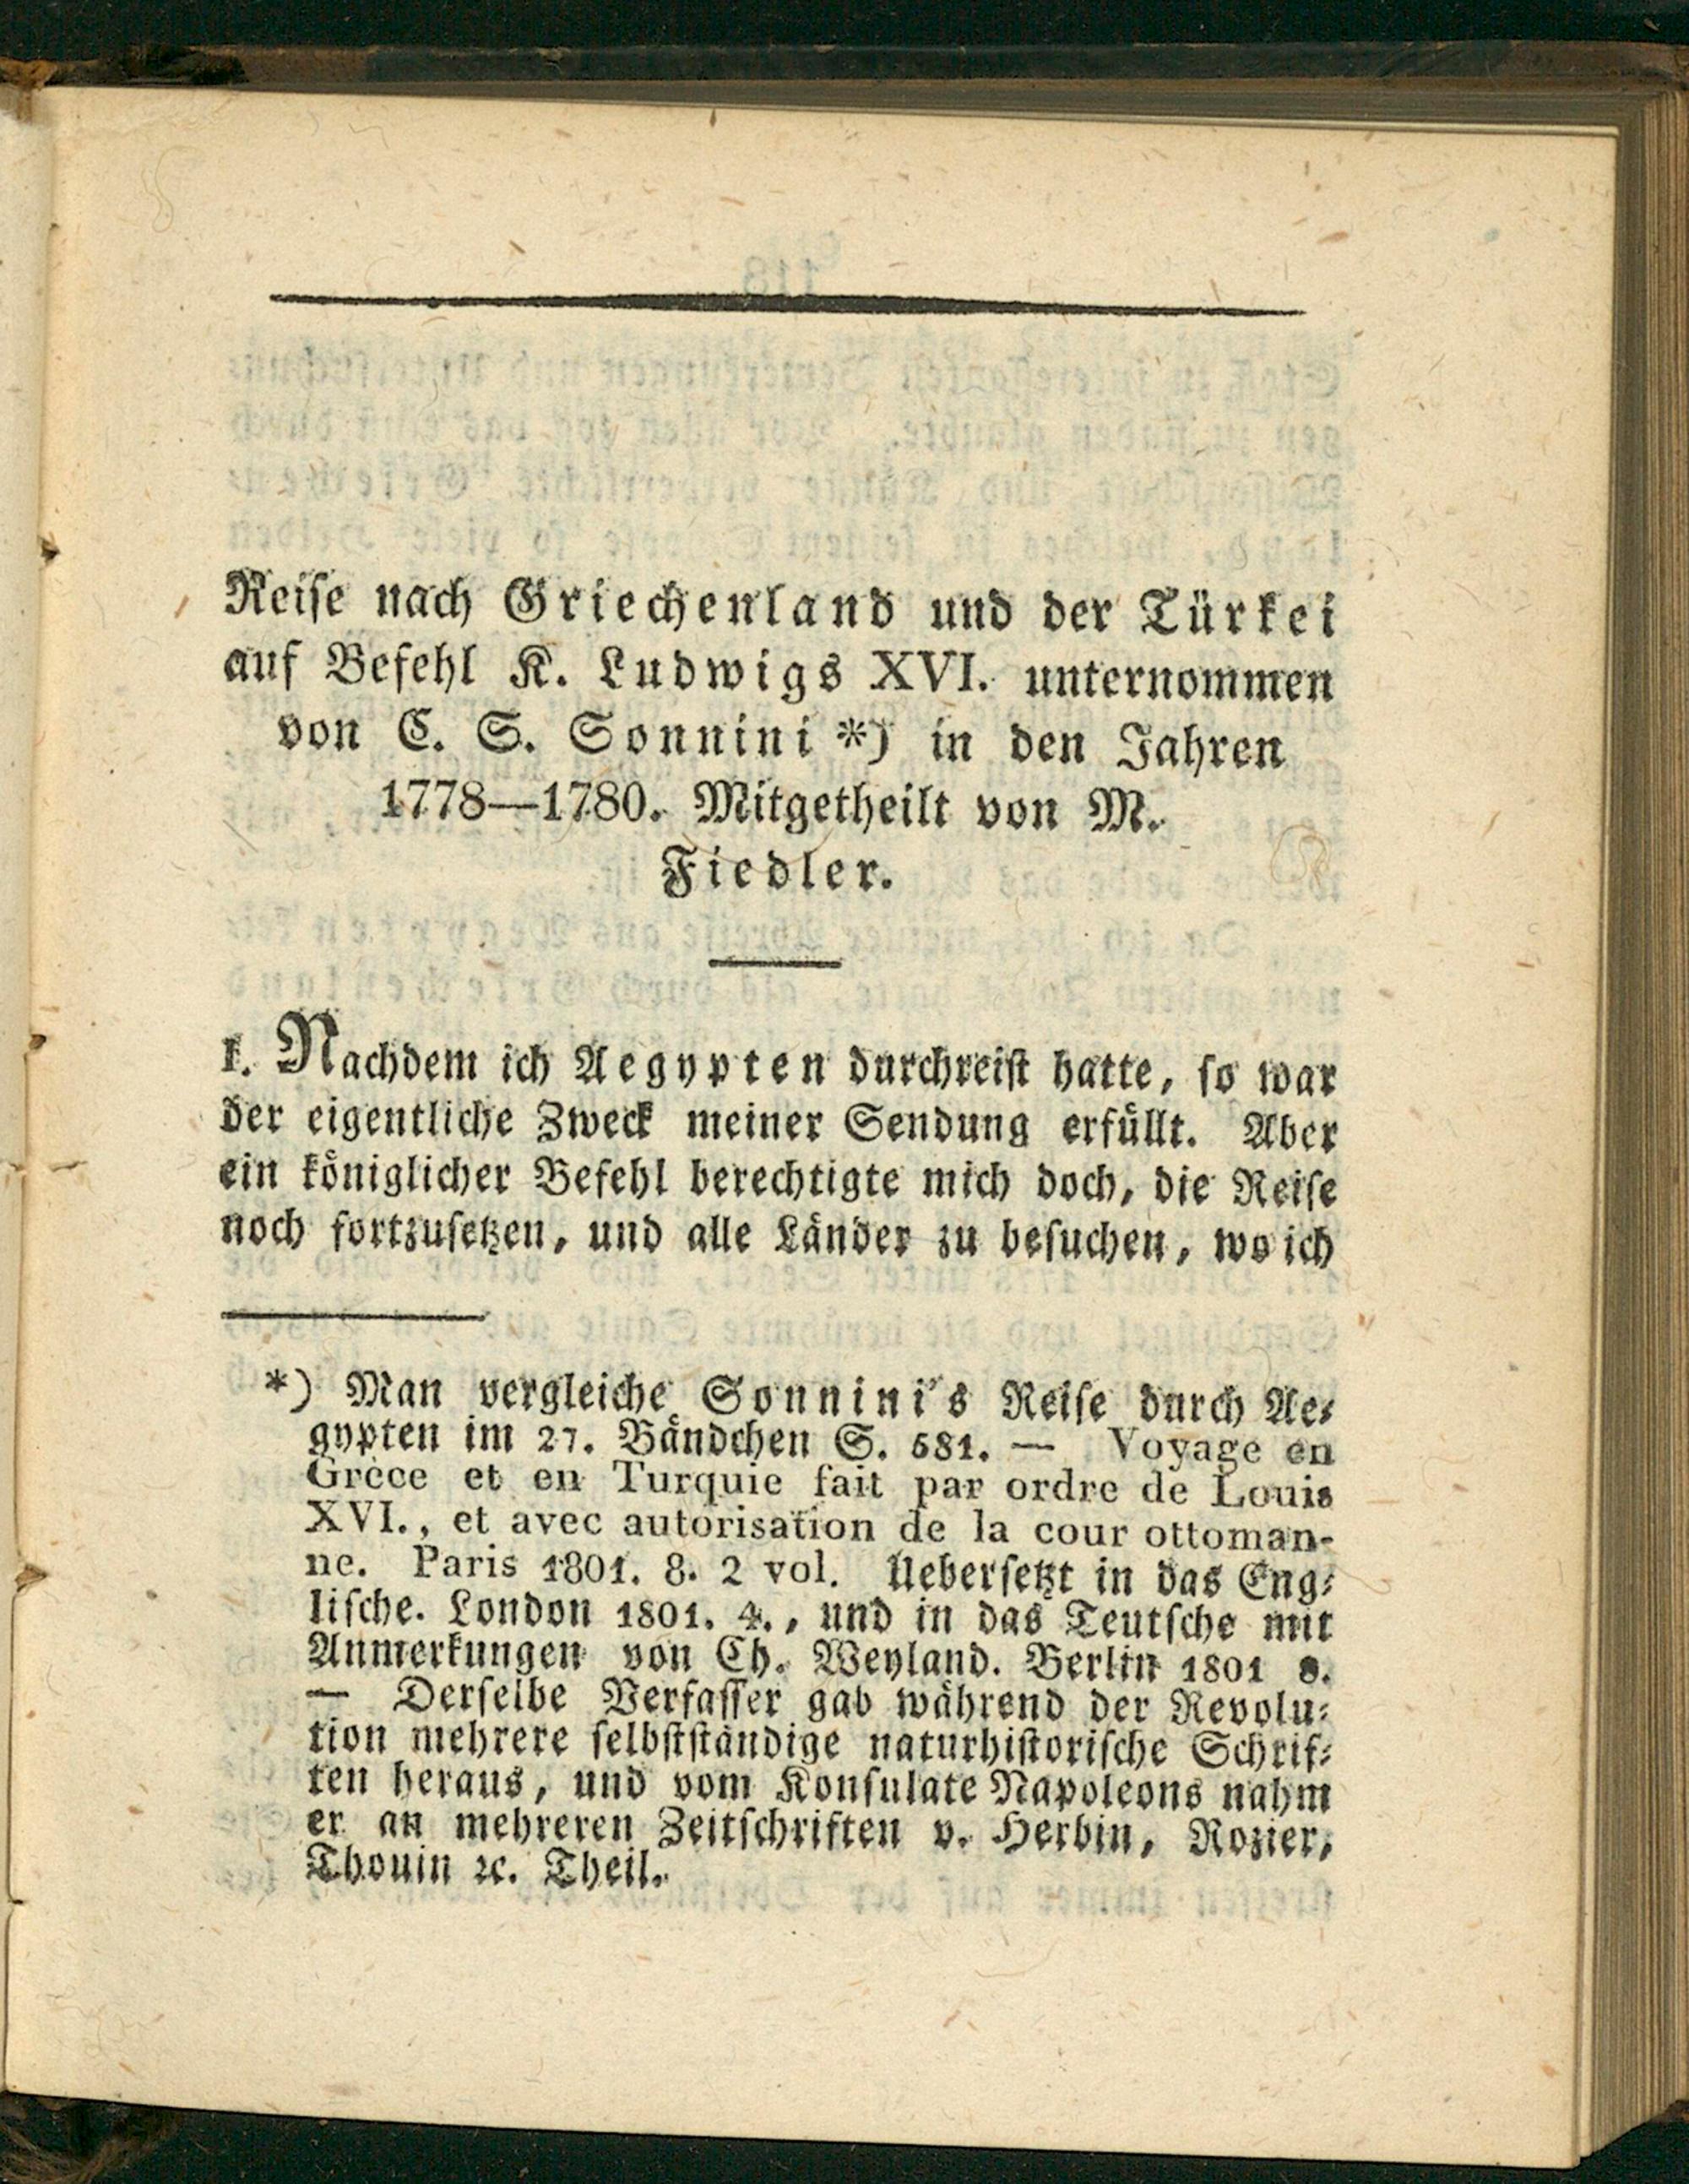 Reise nach Griechenland und der Türkei
auf Befehl K. Ludwigs XVI. unternommen
von C. S. Sonnini *) in den Jahren
1778—1780. Mitgetheilt von M.
Fiedler.
1. Nachdem ich Aegypten durchreist hatte, so war
der eigentliche Zweck meiner Sendung erfüllt. Aber
ein königlicher Befehl berechtigte mich doch, die Reise
noch fortzusetzen, und alle Länder zu besuchen, wo ich
*) Man vergleiche Sonnini's Reise durch Ae-
gypten im 27. Bändchen S. 581. — Voyage en
Grèce et en Turquie fait par ordre de Louis
XVI., et avec autorisation de la cour ottoman-
ne. Paris 1801. 8. 2 vol. Uebersetzt in das Eng-
lische. London 1801. 4., und in das Teutsche mit
Anmerkungen von Ch. Weyland. Berlin 1801 8.
— Derselbe Verfasser gab während der Revolu-
tion mehrere selbstständige naturhistorische Schrif-
ten heraus, und vom Konsulate Napoleons nahm
er an mehreren Zeitschriften v. Herbin, Rozier,
Thouin ꝛc. Theil.